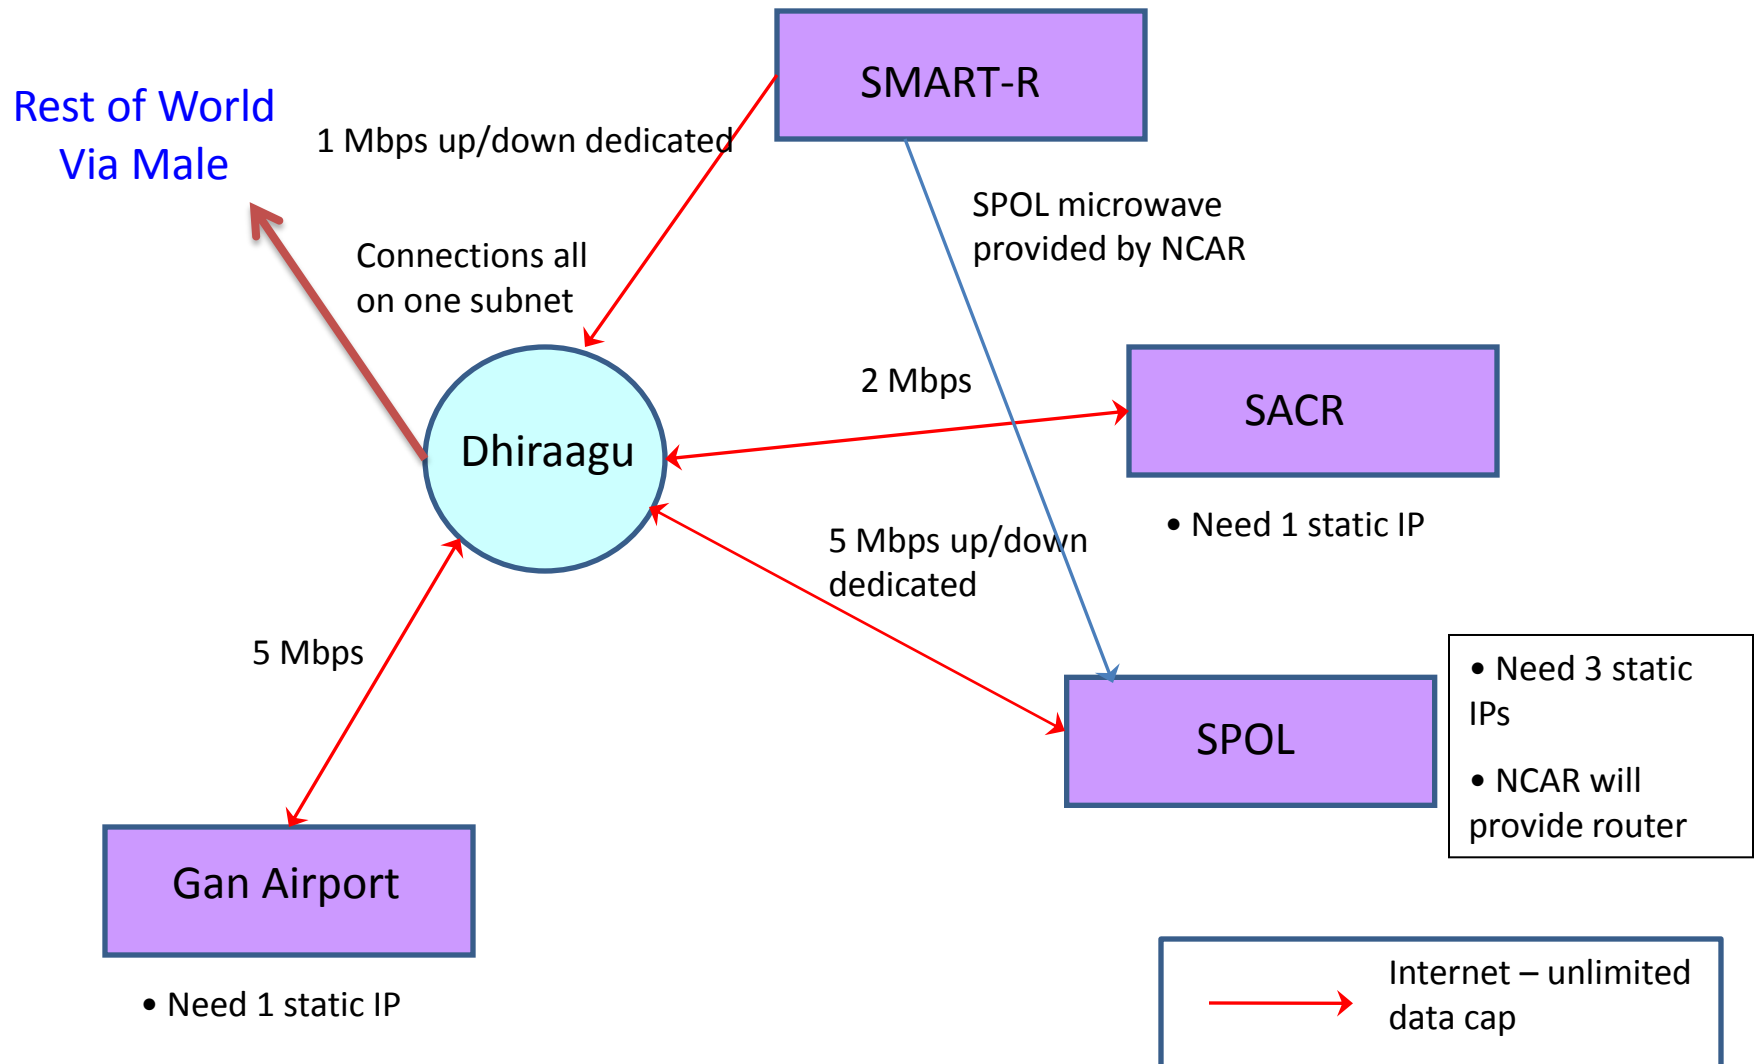 SMART-R
Rest of World
Via Male
1 Mbps up/down dedicated
SPOL microwave
provided by NCAR
Connections all
on one subnet
2 Mbps
SACR
Dhiraagu
• Need 1 static IP
5 Mbps up/down
dedicated
5 Mbps
• Need 3 static
IPs
• NCAR will
provide router
SPOL
Gan Airport
• Need 1 static IP
Internet – unlimited
data cap